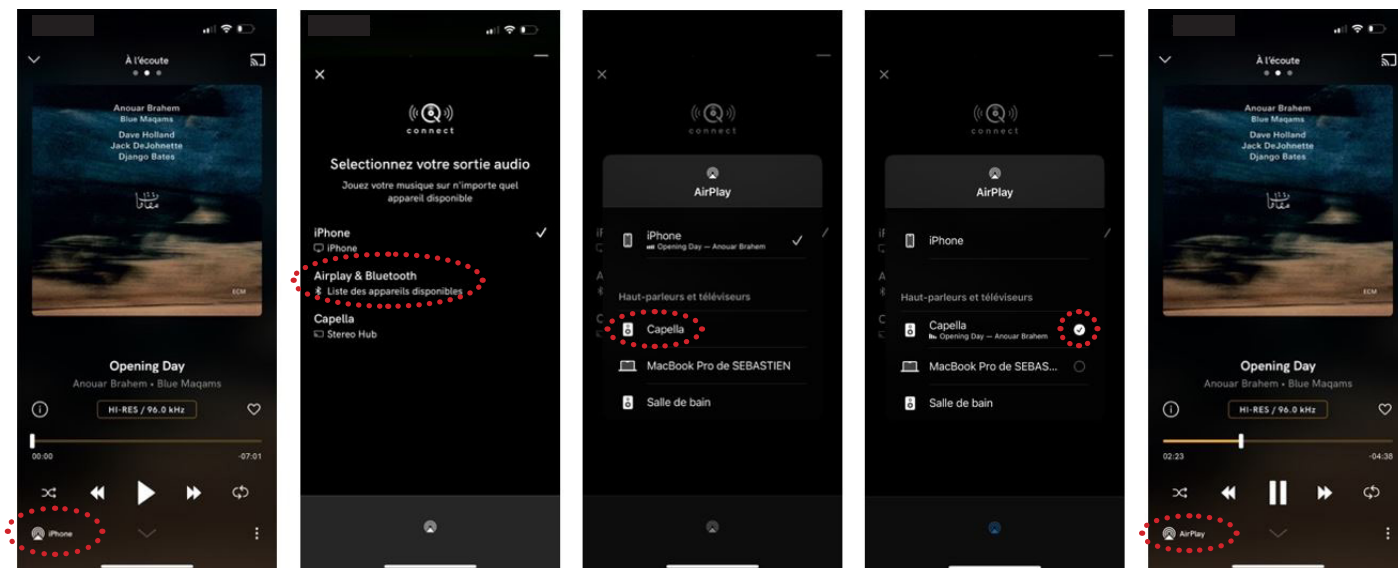 À l'écoute
Anouar Brahem
Blue Maqams
Dave Holland
Jack DeJohnette
Django Bates
ECM
Opening Day
Anouar Brahem • Blue Maqams
HI-RES / 96.0 kHz
00:00
-07:01
iPhone
connect
Selectionnez votre sortie audio
Jouez votre musique sur n'importe quel
appareil disponible
iPhone
iPhone
Airplay & Bluetooth
Liste des appareils disponibles
Capella
Stereo Hub
connect
AirPlay
iPhone
Opening Day — Anouar Brahem
Haut-parleurs et téléviseurs
Capella
MacBook Pro de SEBASTIEN
Salle de bain
connect
AirPlay
iPhone
Haut-parleurs et téléviseurs
Capella
Opening Day — Anouar Brahem
MacBook Pro de SEBAS...
Salle de bain
À l'écoute
Anouar Brahem
Blue Maqams
Dave Holland
Jack DeJohnette
Django Bates
ECM
Opening Day
Anouar Brahem • Blue Maqams
HI-RES / 96.0 kHz
02:23
-04:38
AirPlay